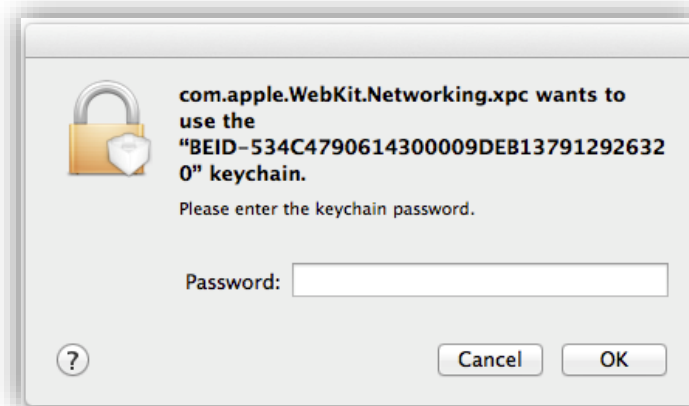 com.apple.WebKit.Networking.xpc wants to
use the
“BEID-534C4790614300009DEB13791292632
0” keychain.
Please enter the keychain password.
Password:
?
Cancel
OK